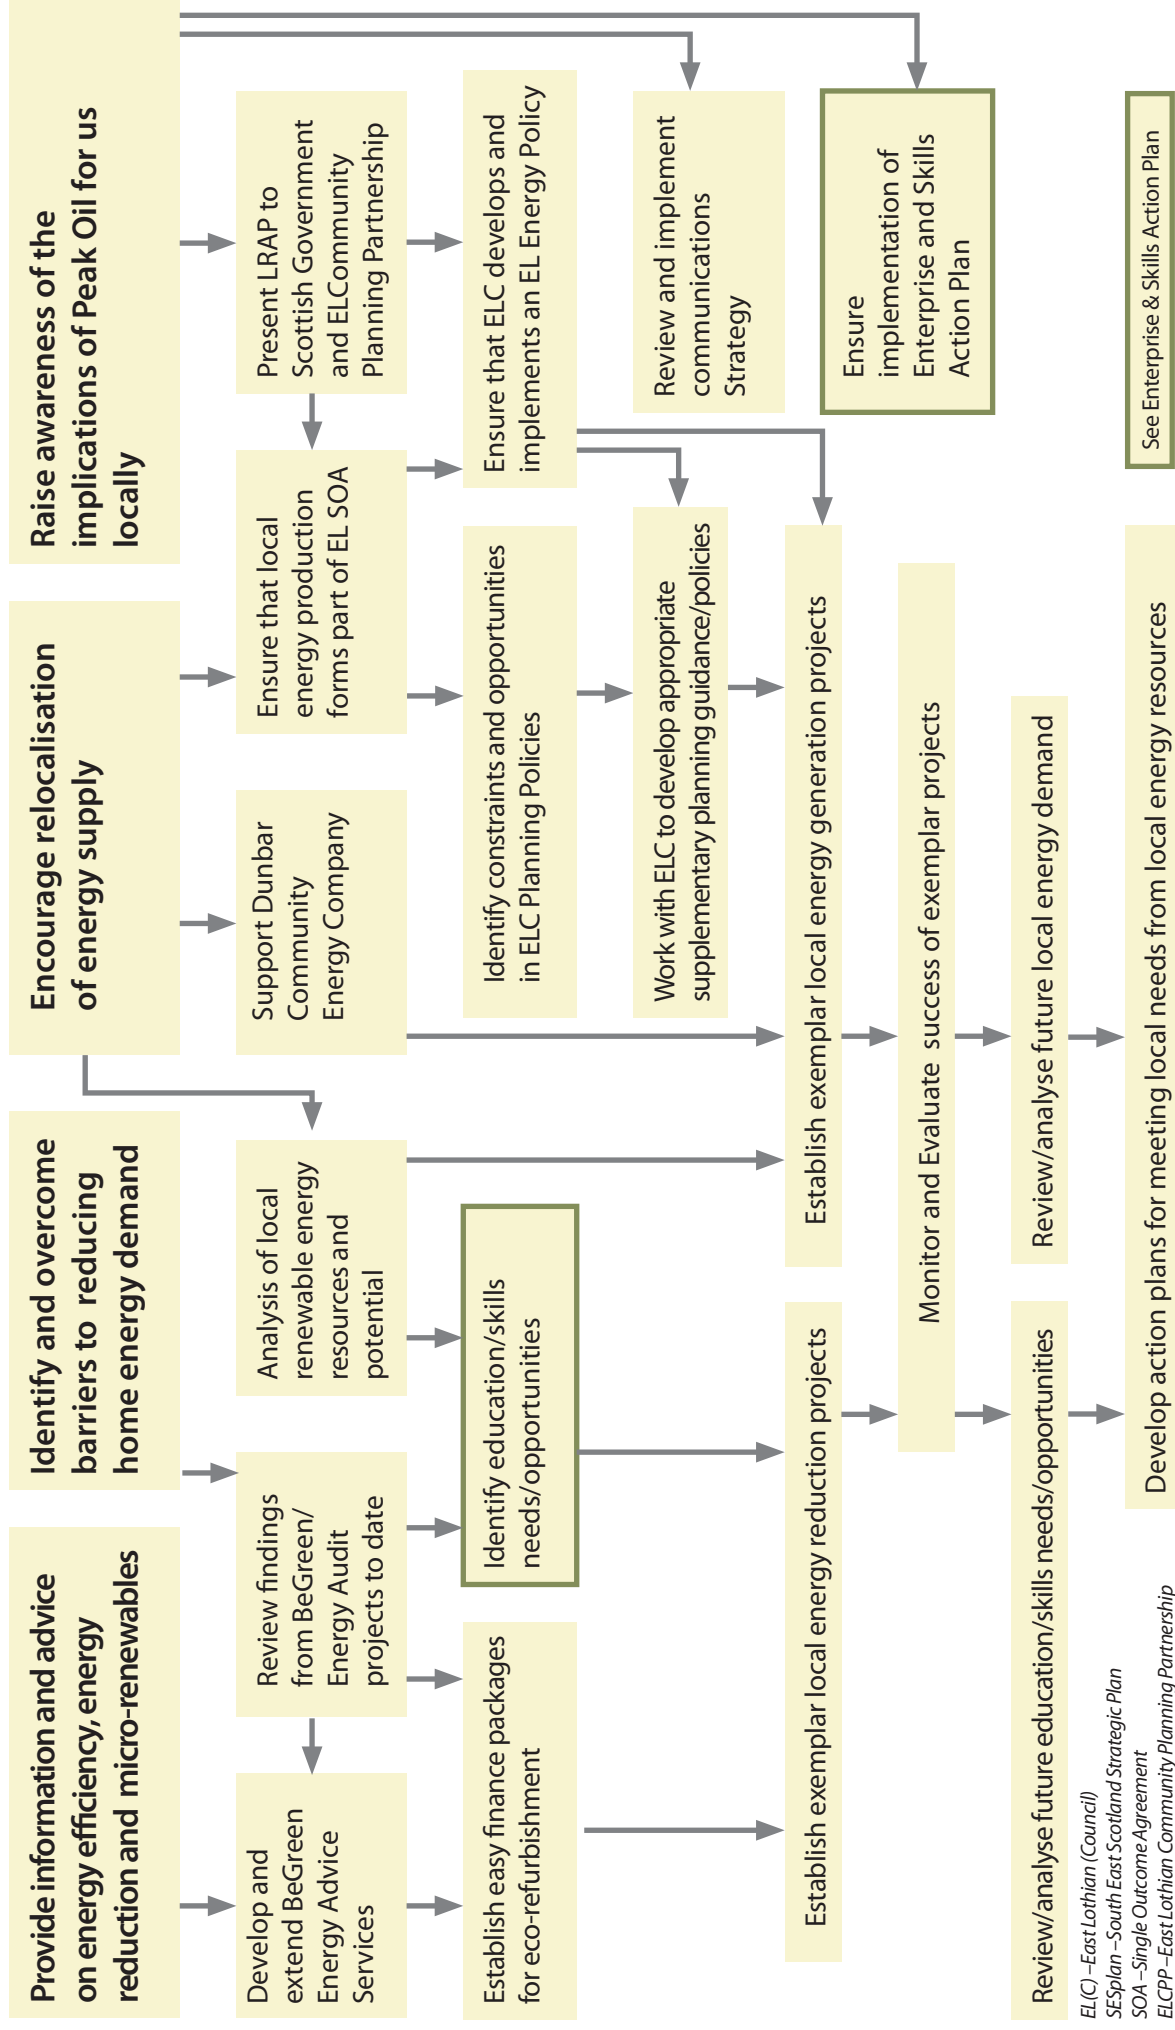 Provide information and advice
on energy efficiency, energy
reduction and micro-renewables
Identify and overcome
barriers to reducing
home energy demand
Encourage relocalisation
of energy supply
Raise awareness of the
implications of Peak Oil for us
locally
Develop and
extend BeGreen
Energy Advice
Services
Review findings
from BeGreen/
Energy Audit
projects to date
Analysis of local
renewable energy
resources and
potential
Support Dunbar
Community
Energy Company
Ensure that local
energy production
forms part of EL SOA
Present LRAP to
Scottish Government
and ELCommunity
Planning Partnership
Establish easy finance packages
for eco-refurbishment
Identify education/skills
needs/opportunities
Identify constraints and opportunities
in ELC Planning Policies
Ensure that ELC develops and
implements an EL Energy Policy
Work with ELC to develop appropriate
supplementary planning guidance/policies
Review and implement
communications
Strategy
Establish exemplar local energy reduction projects
Establish exemplar local energy generation projects
Ensure
implementation of
Enterprise and Skills
Action Plan
Monitor and Evaluate success of exemplar projects
Review/analyse future education/skills needs/opportunities
Review/analyse future local energy demand
Develop action plans for meeting local needs from local energy resources
See Enterprise & Skills Action Plan
EL(C) –East Lothian (Council)
SESplan –South East Scotland Strategic Plan
SOA –Single Outcome Agreement
ELCPP –East Lothian Community Planning Partnership